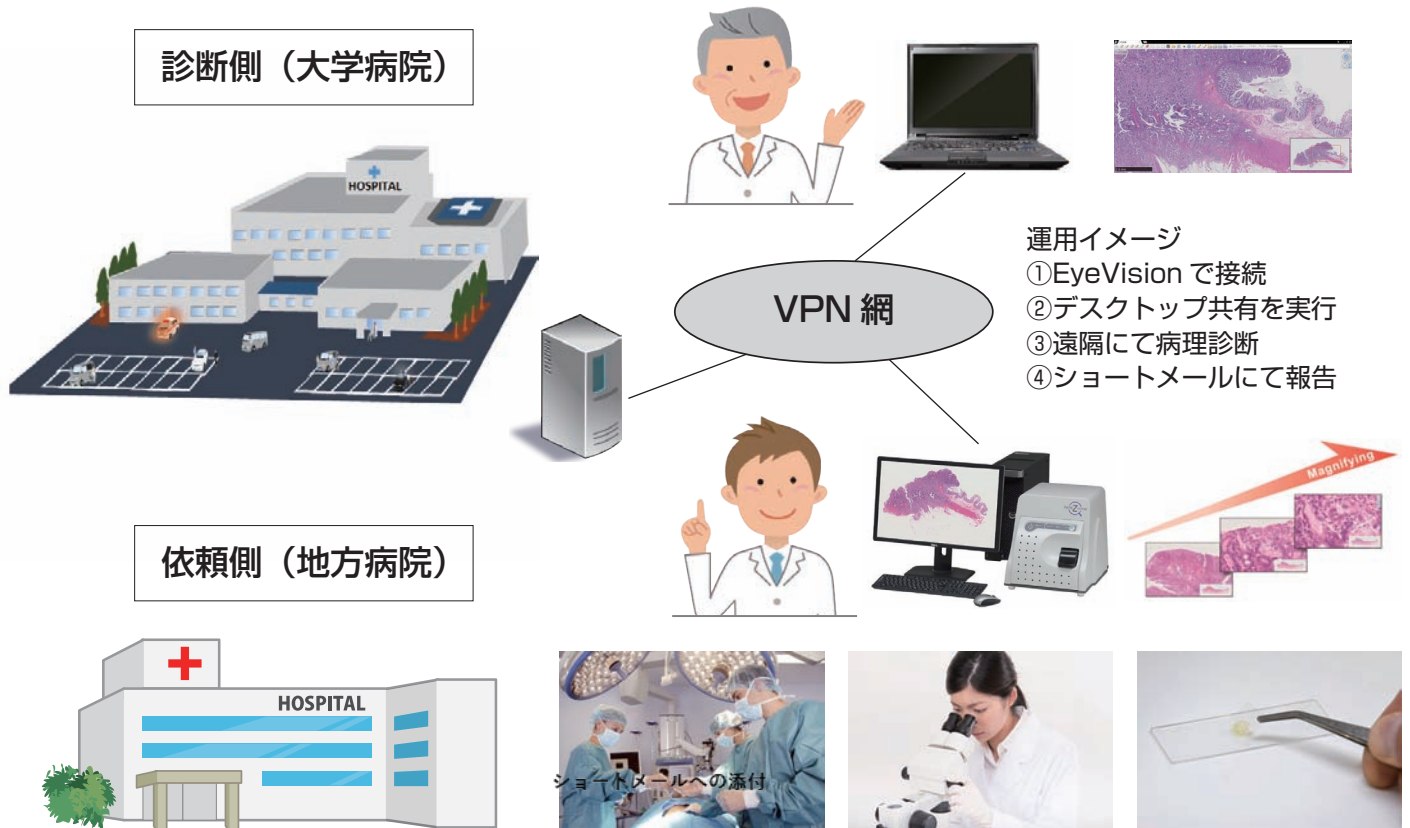 診断側（大学病院）
HOSPITAL
VPN 網
運用イメージ
①EyeVision で接続
②デスクトップ共有を実行
③遠隔にて病理診断
④ショートメールにて報告
Magnifying
依頼側（地方病院）
HOSPITAL
ショートメールへの添付